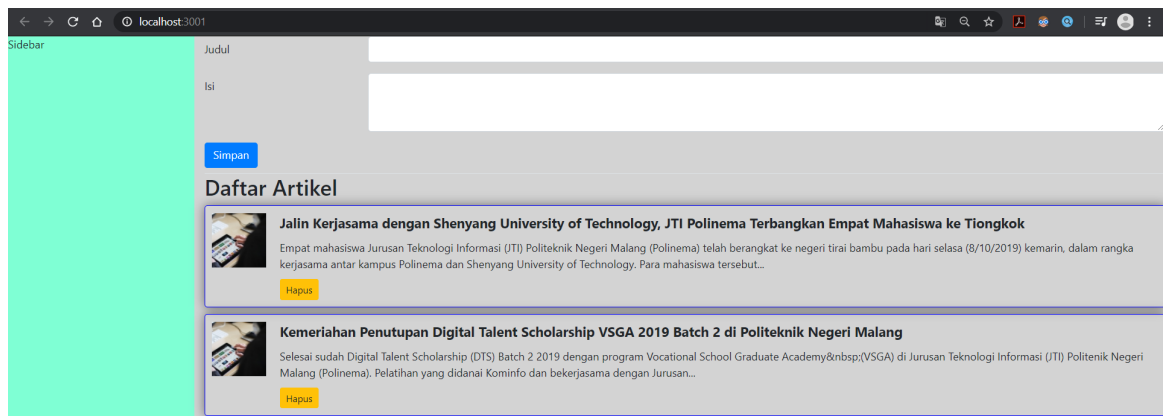 localhost:3001
Sidebar
Judul
Isi
Simpan
Daftar Artikel
Jalin Kerjasama dengan Shenyang University of Technology, JTI Polinema Terbangkan Empat Mahasiswa ke Tiongkok
Empat mahasiswa Jurusan Teknologi Informasi (JTI) Politeknik Negeri Malang (Polinema) telah berangkat ke negeri tirai bambu pada hari selasa (8/10/2019) kemarin, dalam rangka
kerjasama antar kampus Polinema dan Shenyang University of Technology. Para mahasiswa tersebut...
Hapus
Kemeriahan Penutupan Digital Talent Scholarship VSGA 2019 Batch 2 di Politeknik Negeri Malang
Selesai sudah Digital Talent Scholarship (DTS) Batch 2 2019 dengan program Vocational School Graduate Academy&nbsp;(VSGA) di Jurusan Teknologi Informasi (JTI) Politenik Negeri
Malang (Polinema). Pelatihan yang didanai Kominfo dan bekerjasama dengan Jurusan...
Hapus